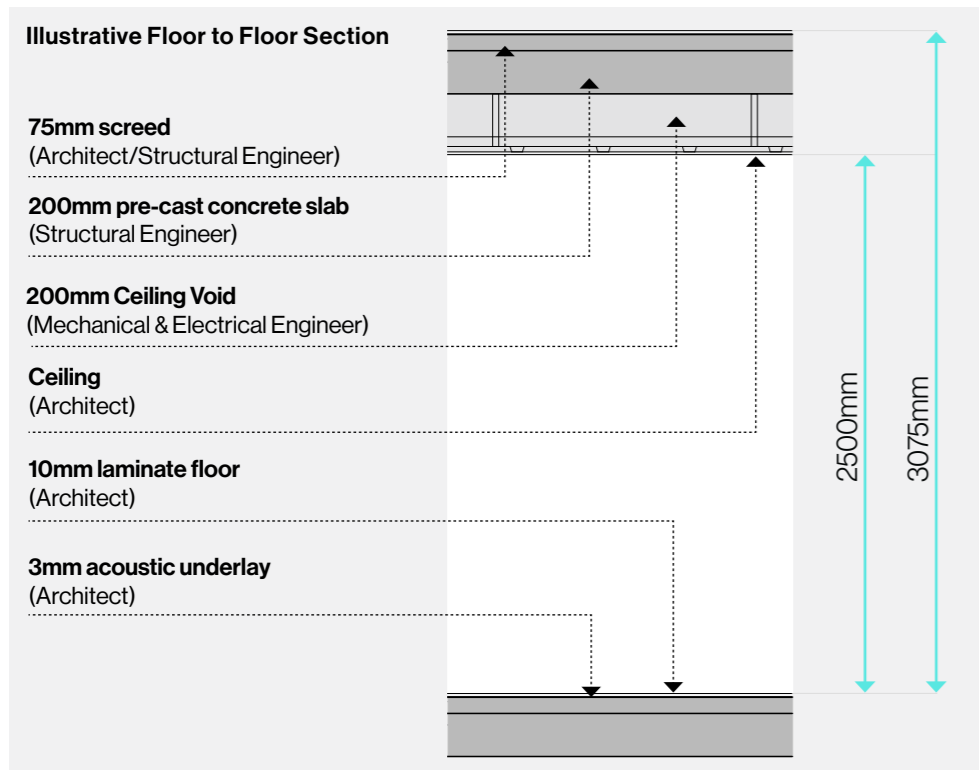 Illustrative Floor to Floor Section
75mm screed
(Architect/Structural Engineer)
200mm pre-cast concrete slab
(Structural Engineer)
200mm Ceiling Void
(Mechanical & Electrical Engineer)
Ceiling
(Architect)
10mm laminate floor
(Architect)
3mm acoustic underlay
(Architect)
2500mm
3075mm